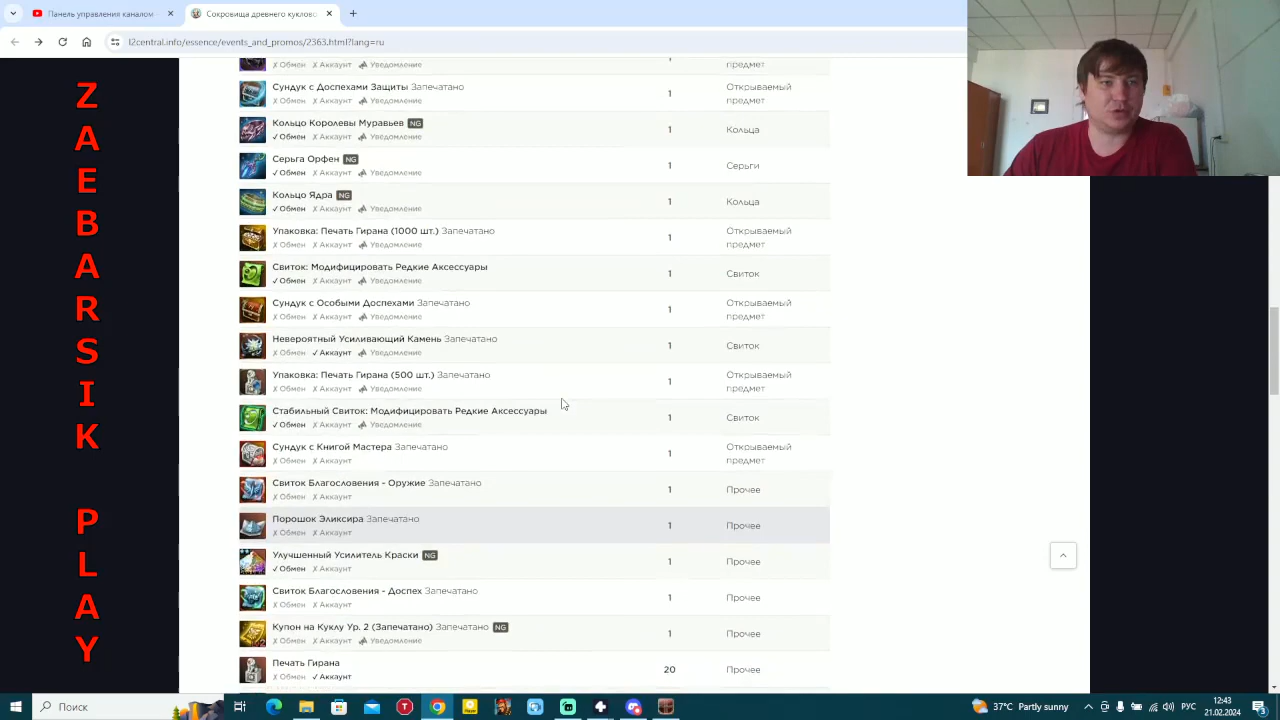 Панель управления каналом
Сокровища древнего куклово
l2central.info/essence/events_and_promos/2363.html?lang=ru
Z
A
E
B
A
R
S
I
K
P
L
A
Y
✗ Обмен ✗ Аккаунт Уведомление
1
предмет
Сундук с Доспехами Защиты Запечатано
✗ Обмен ✗ Аккаунт Уведомление
1
Открываемый
предмет
Кольцо Королевы Муравьев NG
✓ Обмен ✗ Аккаунт Уведомление
1
Кольца
Серьга Орфен NG
✓ Обмен ✗ Аккаунт Уведомление
1
Серьги
Кольцо Ядра NG
✓ Обмен ✗ Аккаунт Уведомление
1
Кольца
Упаковка: Печать Гирана (1000 шт.) Запечатано
✗ Обмен ✗ Аккаунт Уведомление
1
Открываемый
предмет
Свиток: Модифицировать Редкие Аксессуары
✓ Обмен ✗ Аккаунт Уведомление
1
Свиток
Сундук с Особыми Доспехами Запечатано
✗ Обмен ✗ Аккаунт Уведомление
1
Открываемый
предмет
Невероятный Усиливающий Камень Запечатано
✗ Обмен ✓ Аккаунт Уведомление
1
Свиток
Упаковка: Печать Гирана (500 шт.) Запечатано
✗ Обмен ✗ Аккаунт Уведомление
1
Открываемый
предмет
Стабильный Свиток: Модифицировать Редкие Аксессуары
✓ Обмен ✗ Аккаунт Уведомление
1
Свиток
Сундук с Книгой Мастера Запечатано
✗ Обмен ✗ Аккаунт
1
Открываемый
предмет
Свиток Благословения - Оружие Запечатано
✗ Обмен ✗ Аккаунт
1
Прочее
Порошок Эликсира Запечатано
✗ Обмен ✗ Аккаунт
1
Прочее
Улучшенный Усилитель Краски NG
✓ Обмен ✗ Аккаунт
1
Прочее
Свиток Благословения - Доспех Запечатано
✗ Обмен ✗ Аккаунт
1
Прочее
Купон на Куклу Ур. 2 (Запечатано) Запечатано NG
✗ Обмен ✗ Аккаунт Уведомление
1
Прочее
Печать Гирана
✗ Обмен ✓ Аккаунт
20
Прочее
Поиск
37°C Partly sunny
РУС
12:43
21.02.2024